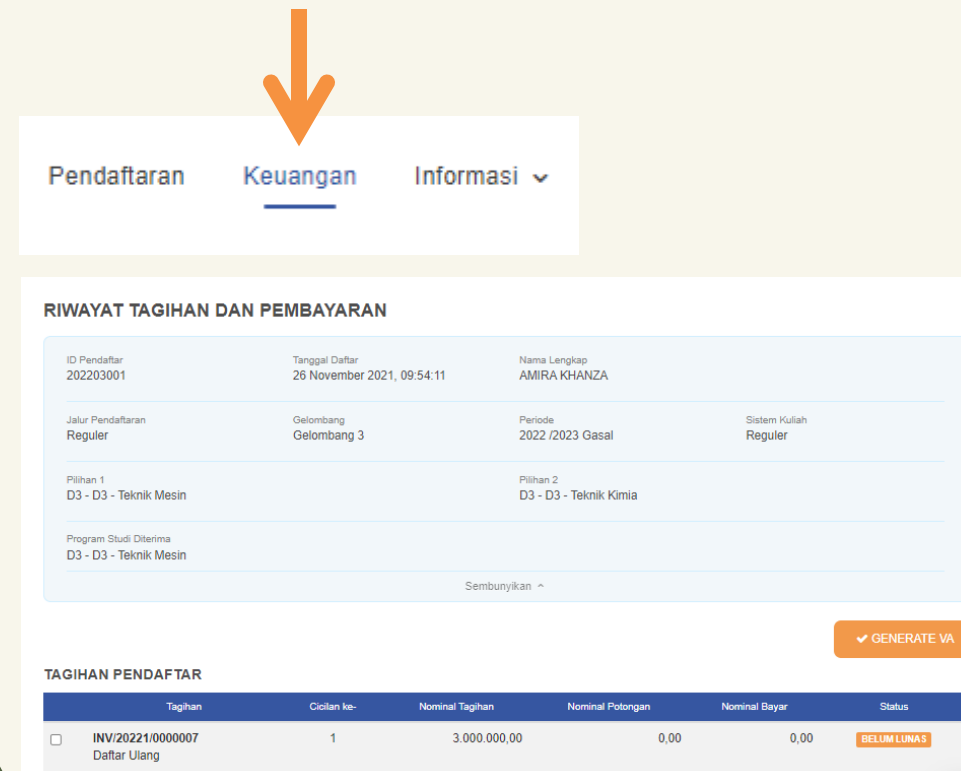 Pendaftaran Keuangan Informasi
RIWAYAT TAGIHAN DAN PEMBAYARAN
ID Pendaftar Tanggal Daftar Nama Lengkap
202203001 26 November 2021, 09:54:11 AMIRA KHANZA
Jalur Pendaftaran Gelombang Periode Sistem Kuliah
Reguler Gelombang 3 2022 /2023 Gasal Reguler
Pilihan 1 Pilihan 2
D3 - D3 - Teknik Mesin D3 - D3 - Teknik Kimia
Program Studi Diterima
D3 - D3 - Teknik Mesin
Sembunyikan
GENERATE VA
TAGIHAN PENDAFTAR
Tagihan Cicilan ke- Nominal Tagihan Nominal Potongan Nominal Bayar Status
INV/20221/0000007 1 3.000.000,00 0,00 0,00 BELUM LUNAS
Daftar Ulang